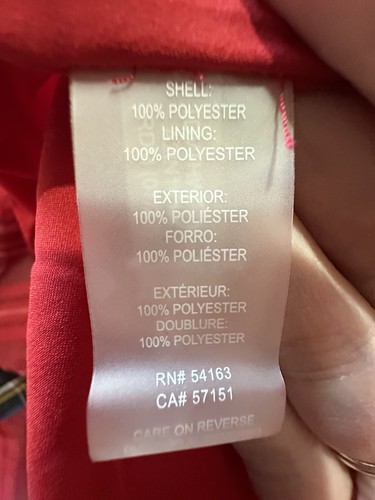 SHELL:
100% POLYESTER
LINING:
100% POLYESTER
EXTERIOR:
100% POLIÉSTER
FORRO:
100% POLIÉSTER
EXTÉRIEUR:
100% POLYESTER
DOUBLURE:
100% POLYESTER
RN# 54163
CA# 57151
CARE ON REVERSE